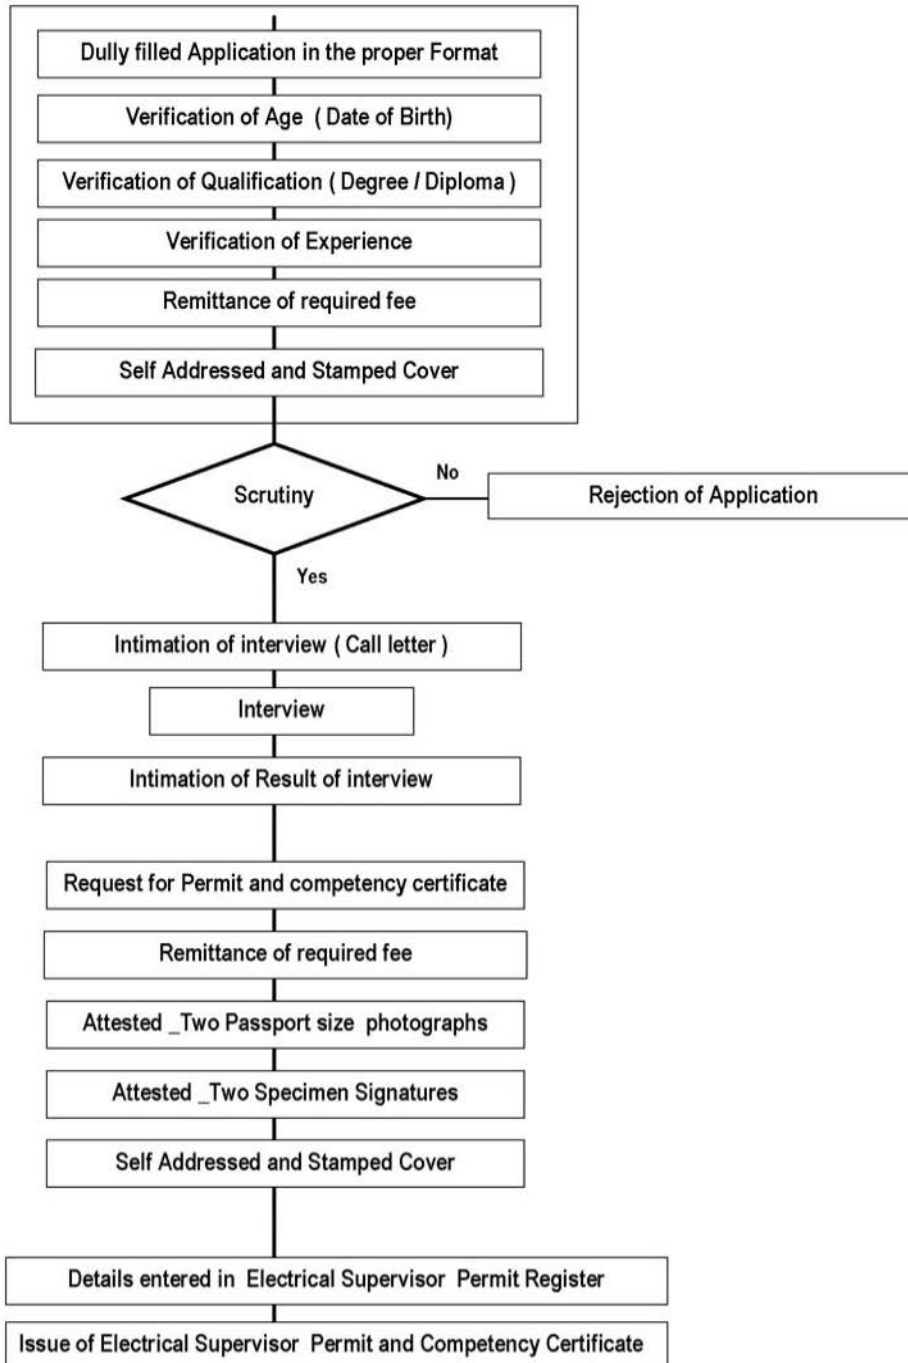 Dully filled Application in the proper Format
Verification of Age ( Date of Birth)
Verification of Qualification ( Degree / Diploma )
Verification of Experience
Remittance of required fee
Self Addressed and Stamped Cover
Scrutiny
No
Rejection of Application
Yes
Intimation of interview ( Call letter )
Interview
Intimation of Result of interview
Request for Permit and competency certificate
Remittance of required fee
Attested _Two Passport size photographs
Attested _Two Specimen Signatures
Self Addressed and Stamped Cover
Details entered in Electrical Supervisor Permit Register
Issue of Electrical Supervisor Permit and Competency Certificate